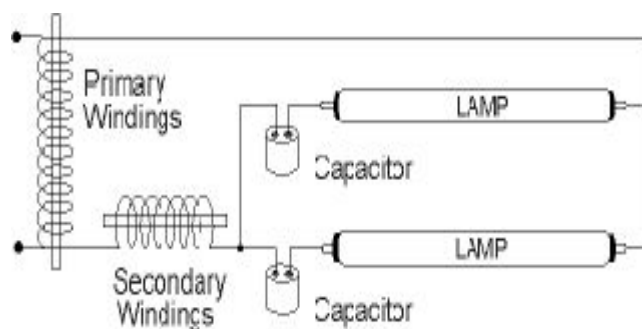 Primary
Windings
LAMP
Capacitor
LAMP
Secondary
Windings
Capacitor